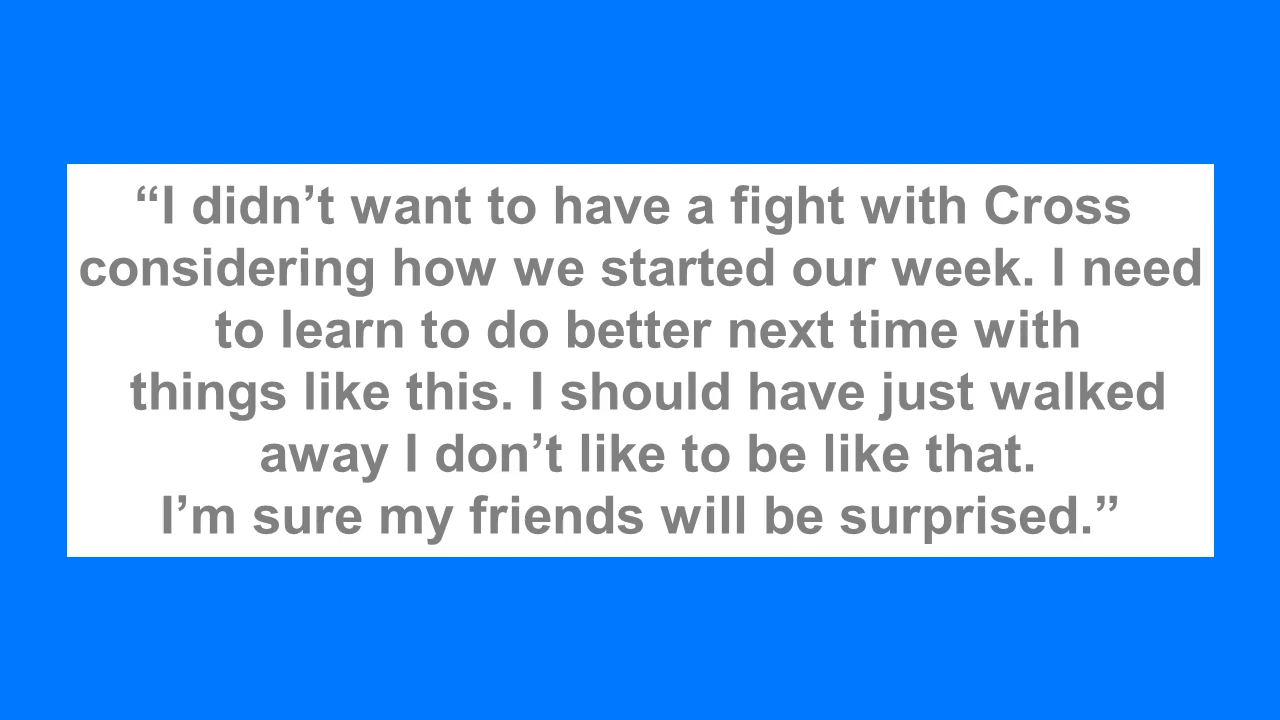 “I didn’t want to have a fight with Cross
considering how we started our week. I need
to learn to do better next time with
things like this. I should have just walked
away I don’t like to be like that.
I’m sure my friends will be surprised.”